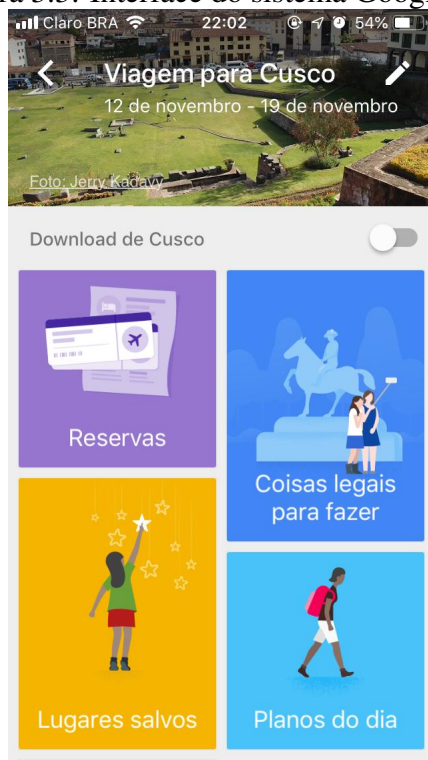 a 3.3: Interface do sistema Goog
Claro BRA 22:02 54%
Viagem para Cusco
12 de novembro - 19 de novembro
Foto: Jerry Kadavy
Download de Cusco
Reservas
Coisas legais
para fazer
Lugares salvos
Planos do dia